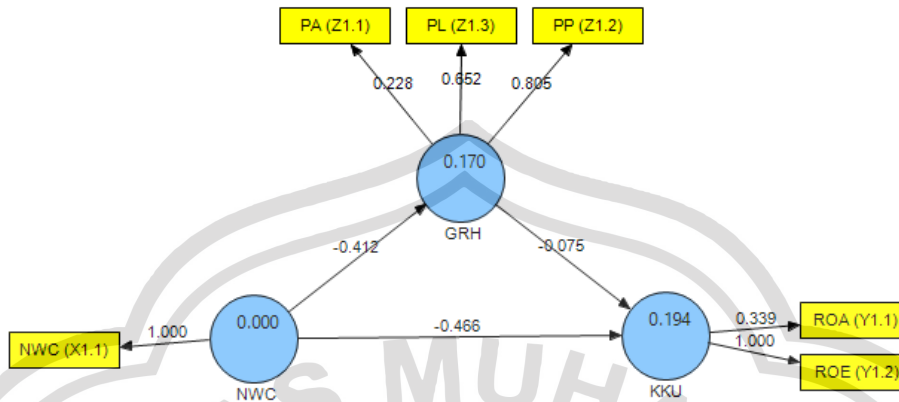 PA (Z1.1) PL (Z1.3) PP (Z1.2)
0.228 0.652 0.805
0.170
GRH
-0.412 -0.075
NWC (X1.1) 1.000 0.000 -0.466 0.194 0.339 ROA (Y1.1)
1.000 ROE (Y1.2)
NWC KKU
S MUH